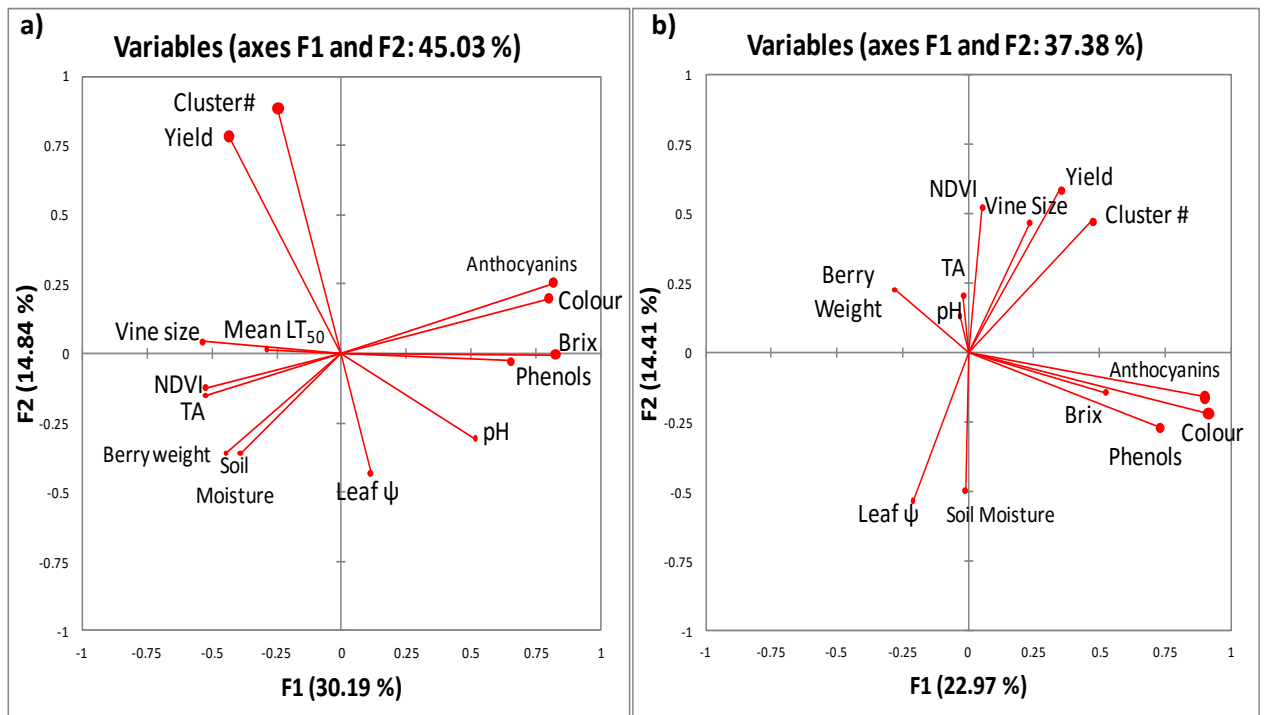 a)
Variables (axes F1 and F2: 45.03 %)
1
0.75
0.5
0.25
0
-0.25
-0.5
-0.75
-1
F2 (14.84 %)
Cluster#
Yield
Anthocyanins
Colour
Brix
Phenols
Vine size
Mean LT50
NDVI
TA
Berry weight
Soil
Moisture
pH
Leaf ψ
-1 -0.75 -0.5 -0.25 0 0.25 0.5 0.75 1
F1 (30.19 %)
b)
Variables (axes F1 and F2: 37.38 %)
1
0.75
0.5
0.25
0
-0.25
-0.5
-0.75
-1
F2 (14.41 %)
NDVI
Yield
Vine Size
Cluster #
TA
Berry
Weight
pH
Anthocyanins
Brix
Colour
Phenols
Leaf ψ
Soil Moisture
-1 -0.75 -0.5 -0.25 0 0.25 0.5 0.75 1
F1 (22.97 %)